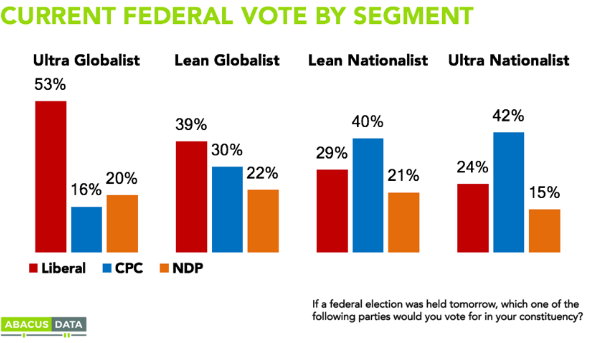 CURRENT FEDERAL VOTE BY SEGMENT
Ultra Globalist Lean Globalist Lean Nationalist Ultra Nationalist
53% 16% 20% 39% 30% 22% 29% 40% 21% 24% 42% 15%
Liberal CPC NDP
If a federal election was held tomorrow, which one of the
following parties would you vote for in your constituency?
ABACUS DATA